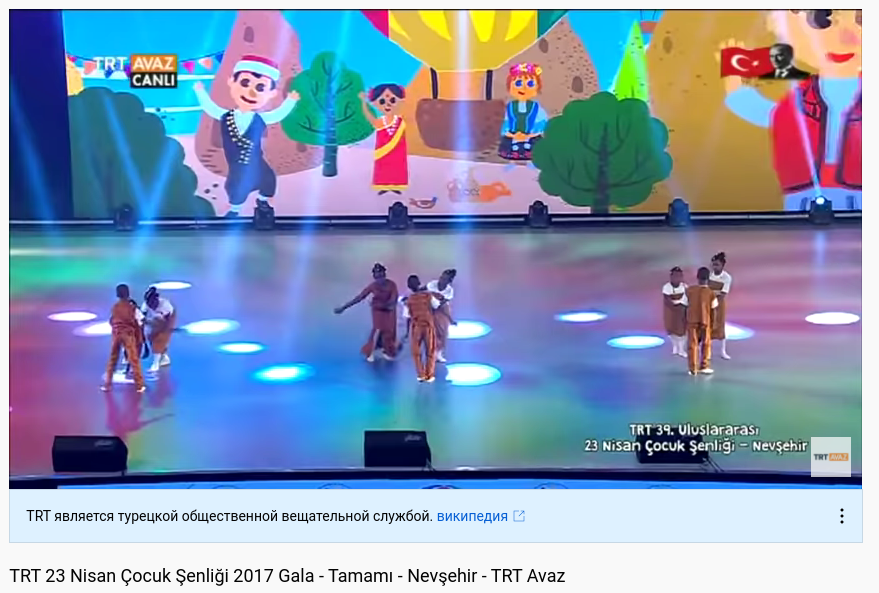 TRT AVAZ
CANLI
TRT 39. Uluslararası
23 Nisan Çocuk Şenliği - Nevşehir
TRT AVAZ
TRT является турецкой общественной вещательной службой. википедия
TRT 23 Nisan Çocuk Şenliği 2017 Gala - Tamamı - Nevşehir - TRT Avaz